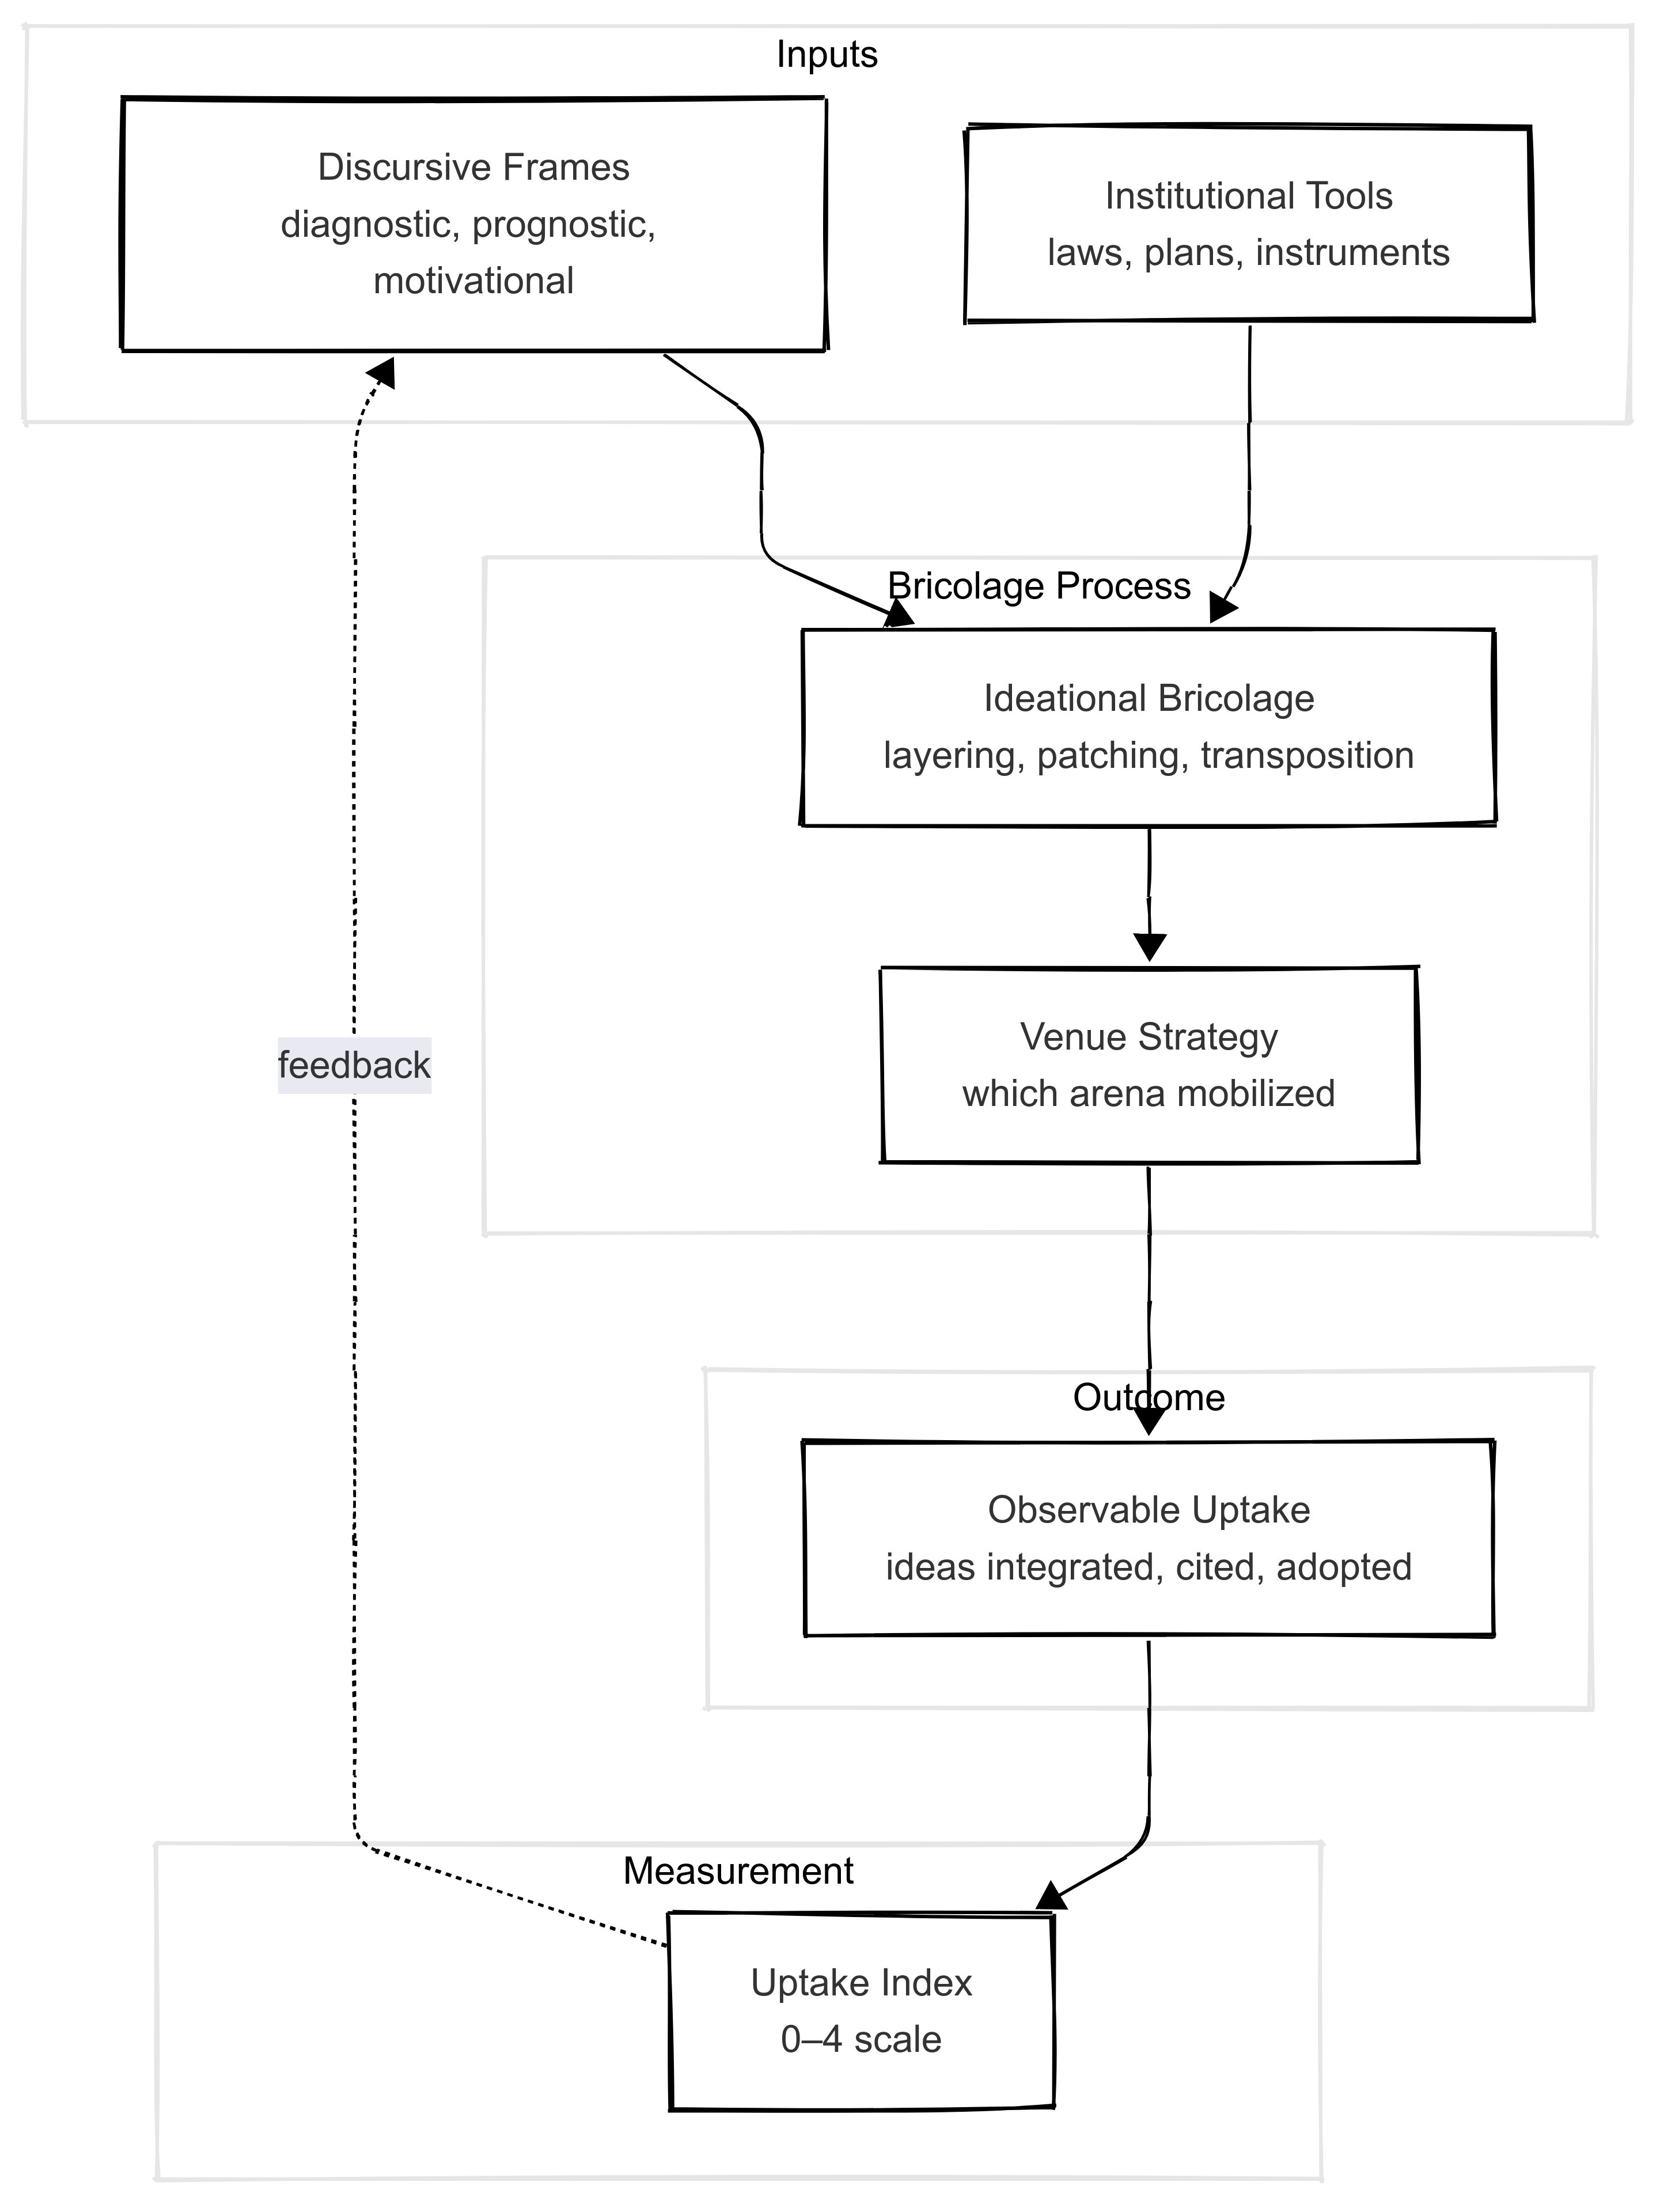 Inputs
Discursive Frames
diagnostic, prognostic,
motivational
Institutional Tools
laws, plans, instruments
Bricolage Process
Ideational Bricolage
layering, patching, transposition
Venue Strategy
which arena mobilized
feedback
Outcome
Observable Uptake
ideas integrated, cited, adopted
Measurement
Uptake Index
0–4 scale